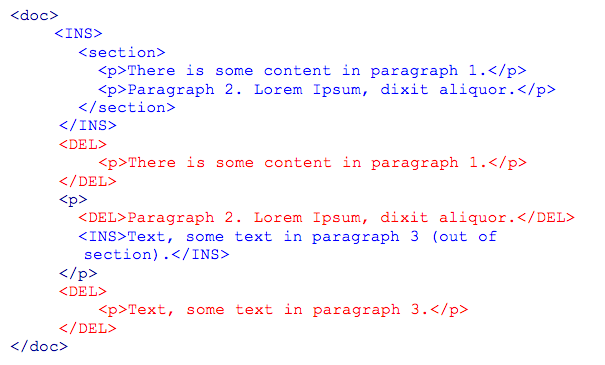 <doc>
<INS>
<section>
<p>There is some content in paragraph 1.</p>
<p>Paragraph 2. Lorem Ipsum, dixit aliquor.</p>
</section>
</INS>
<DEL>
<p>There is some content in paragraph 1.</p>
</DEL>
<p>
<DEL>Paragraph 2. Lorem Ipsum, dixit aliquor.</DEL>
<INS>Text, some text in paragraph 3 (out of
section).</INS>
</p>
<DEL>
<p>Text, some text in paragraph 3.</p>
</DEL>
</doc>